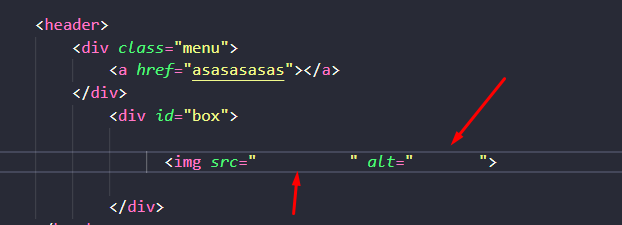 <header>
<div class="menu">
<a href="asasasasas"></a>
</div>
<div id="box">
<img src="          " alt="       ">
</div>